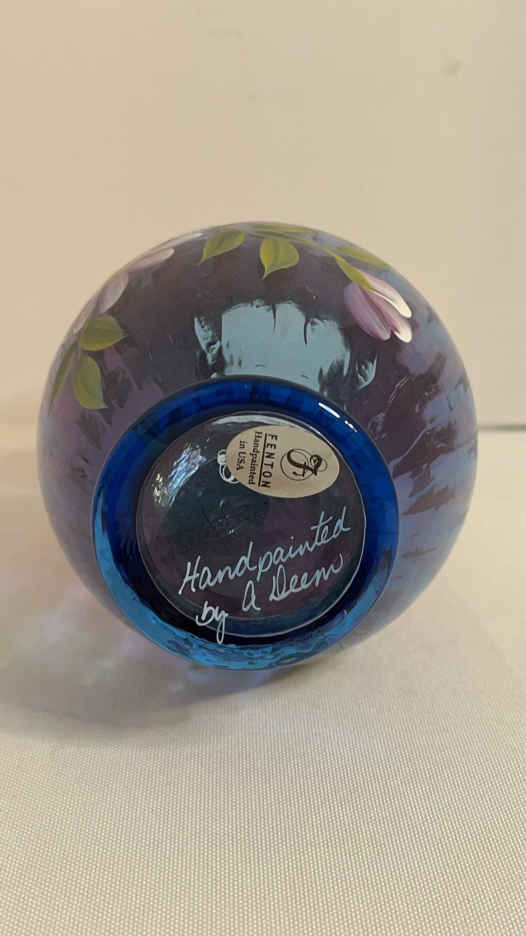 F
FENTON
Handpainted
in USA
Handpainted
by A Deem